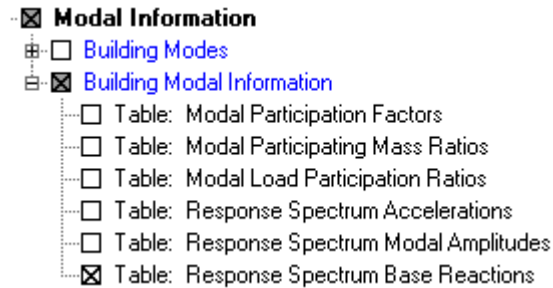 Modal Information
Building Modes
Building Modal Information
Table: Modal Participation Factors
Table: Modal Participating Mass Ratios
Table: Modal Load Participation Ratios
Table: Response Spectrum Accelerations
Table: Response Spectrum Modal Amplitudes
Table: Response Spectrum Base Reactions